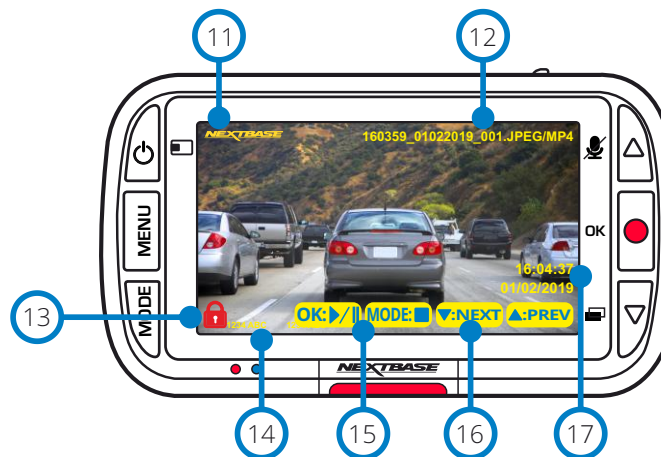 11
12
NEXTBASE
160359_01022019_001.JPEG/MP4
MENU
OK
16:04:37
01/02/2019
13
MODE
OK: / MODE: :NEXT :PREV
NEXTBASE
14
15
16
17